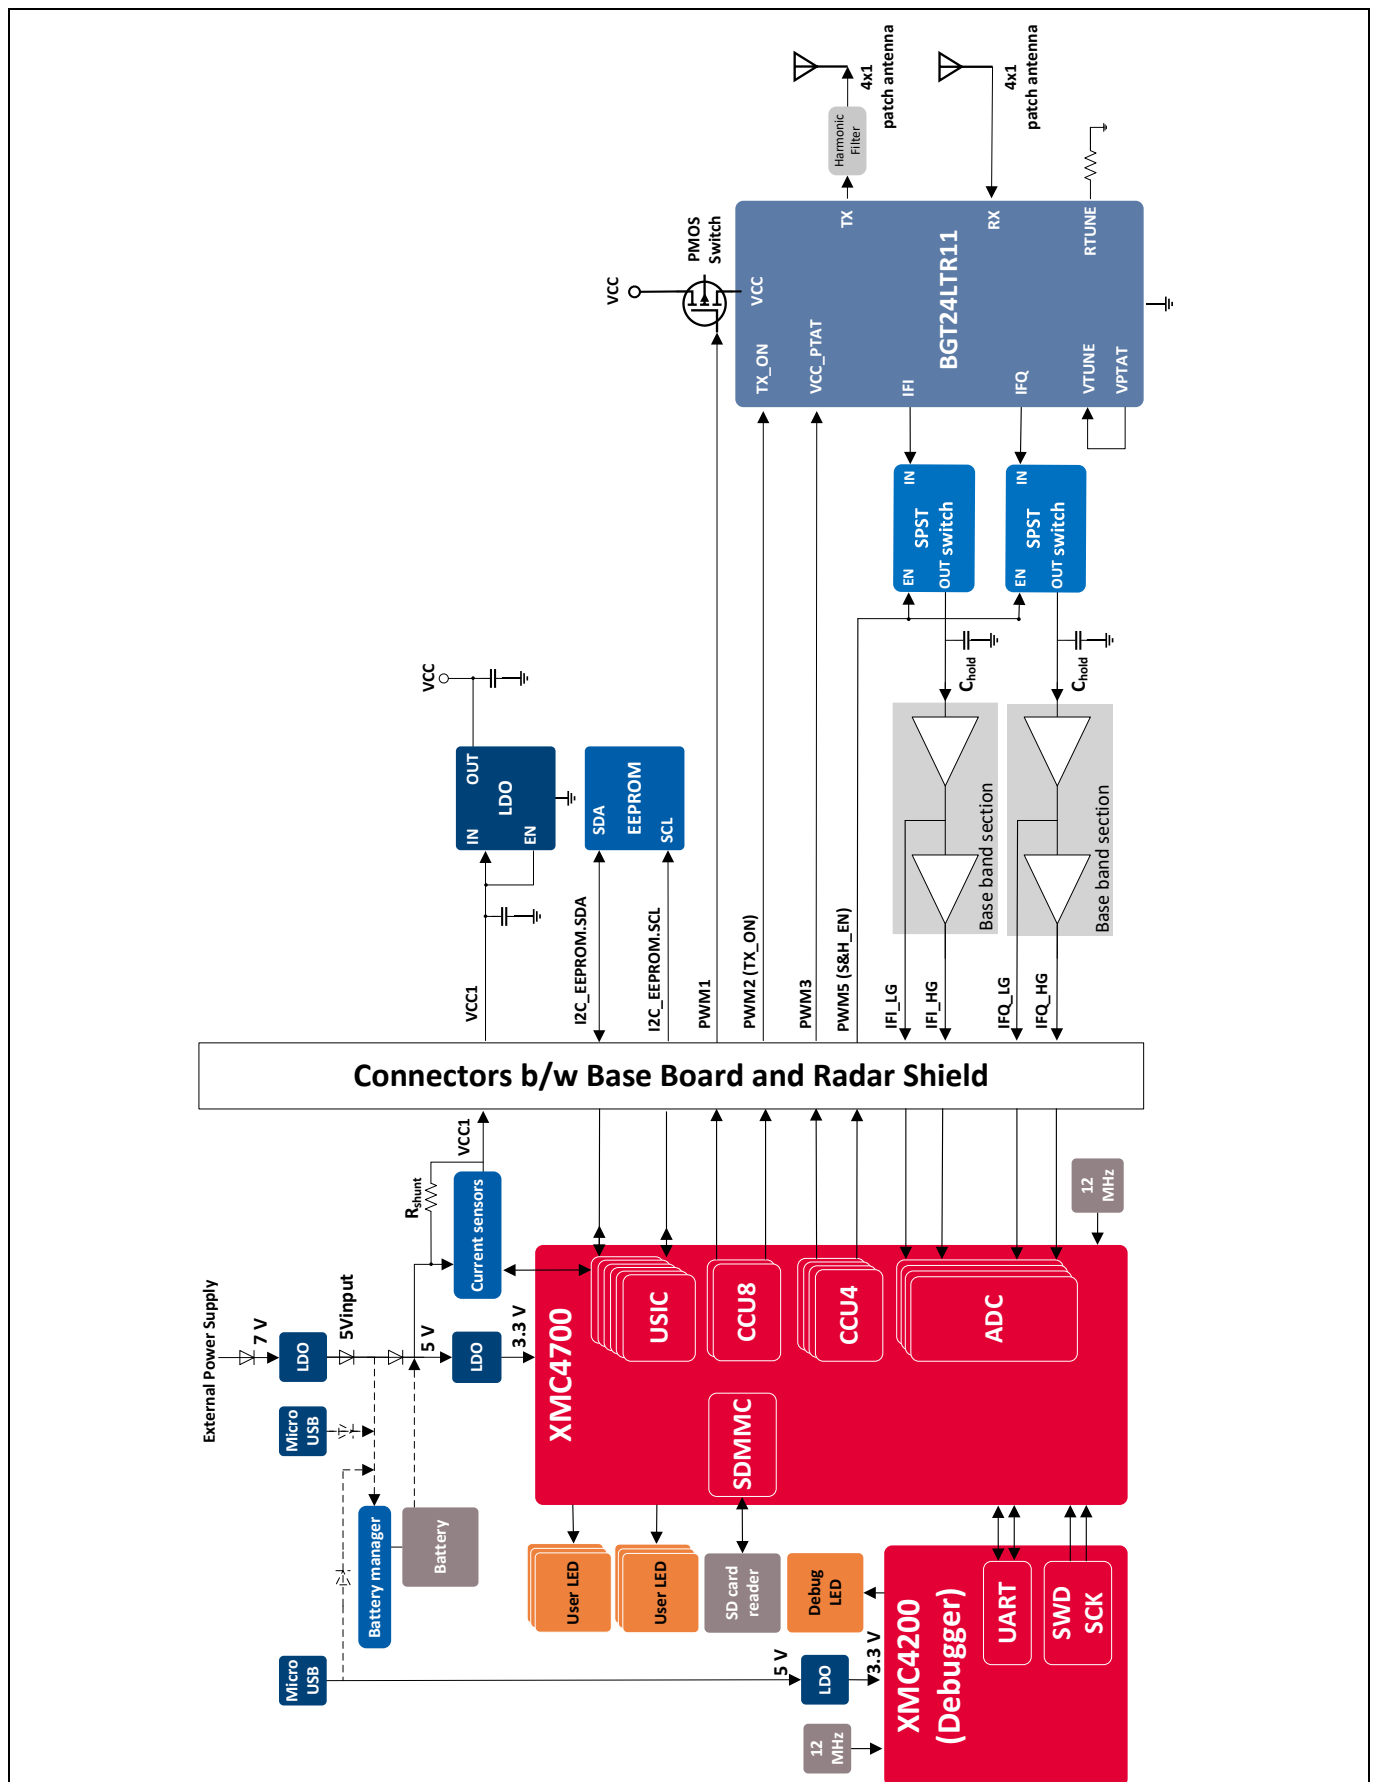 4x1
patch antenna
4x1
patch antenna
Harmonic
Filter
PMOS
Switch
VCC
TX
RX
RTUNE
VCC
BGT24LTR11
TX_ON
VCC_PTAT
IFI
IFQ
VTUNE
VPTAT
IN
SPST
switch
EN
OUT
IN
SPST
switch
EN
OUT
Chold
Chold
VCC
OUT
LDO
IN
EN
SDA
EEPROM
SCL
Base band section
Base band section
VCC1
I2C_EEPROM.SDA
I2C_EEPROM.SCL
PWM1
PWM2 (TX_ON)
PWM3
PWM5 (S&H_EN)
IFI_LG
IFI_HG
IFQ_LG
IFQ_HG
Connectors b/w Base Board and Radar Shield
VCC1
Rshunt
Current sensors
12
MHz
External Power Supply
7 V
LDO
5Vinput
5 V
LDO
3.3 V
XMC4700
USIC
CCU8
CCU4
ADC
SDMMC
Micro
USB
Battery manager
Battery
User LED
User LED
SD card
reader
Debug
LED
Micro
USB
5 V
LDO
3.3 V
XMC4200
(Debugger)
UART
SWD
SCK
12
MHz